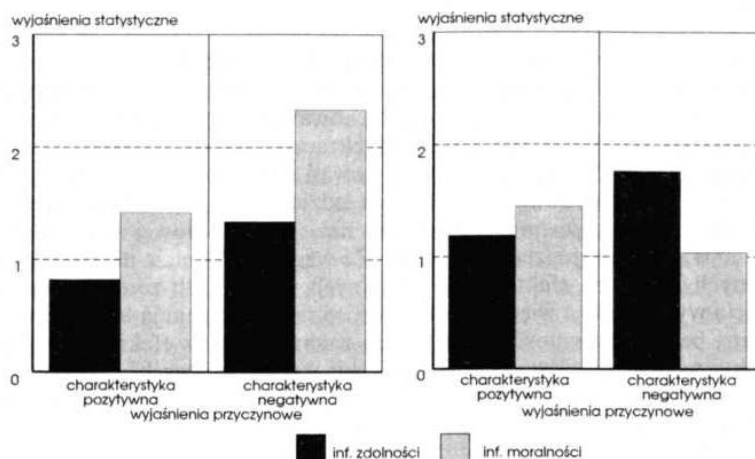 wyjaśnienia statystyczne
3
2
1
0
charakterystyka
pozytywna
charakterystyka
negatywna
wyjaśnienia przyczynowe
wyjaśnienia statystyczne
3
2
1
0
charakterystyka
pozytywna
charakterystyka
negatywna
wyjaśnienia przyczynowe
inf. zdolności
inf. moralności